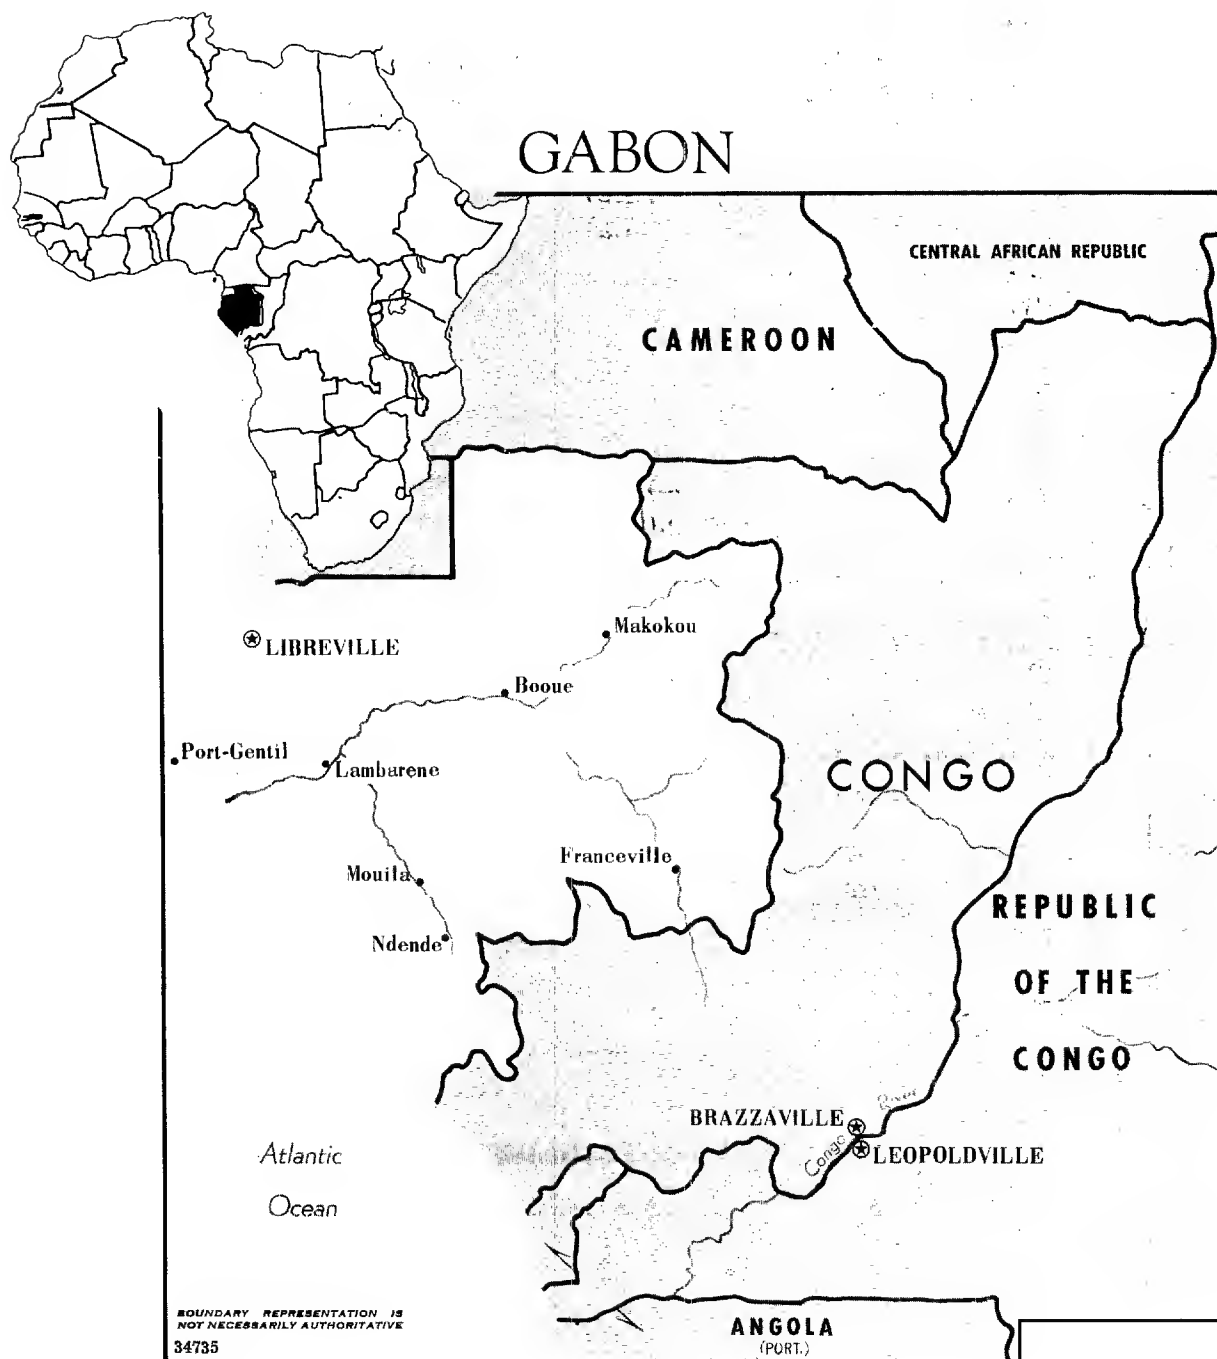 GABON
CENTRAL AFRICAN REPUBLIC
CAMEROON
Makokou
LIBREVILLE
Booue
Port-Gentil
Lambarene
CONGO
Franceville
Mouila
REPUBLIC
OF THE
CONGO
Ndende
River
BRAZZAVILLE
Congo
LEOPOLDVILLE
Atlantic
Ocean
BOUNDARY REPRESENTATION IS
NOT NECESSARILY AUTHORITATIVE
34735
ANGOLA
(PORT.)